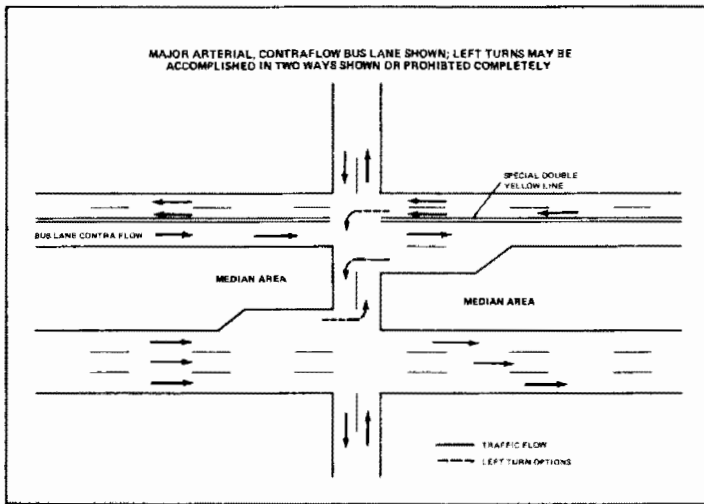 MAJOR ARTERIAL, CONTRAFLOW BUS LANE SHOWN; LEFT TURNS MAY BE
ACCOMPLISHED IN TWO WAYS SHOWN OR PROHIBTED COMPLETELY
SPECIAL DOUBLE
YELLOW LINE
BUS LANE CONTRA FLOW
MEDIAN AREA
MEDIAN AREA
TRAFFIC FLOW
LEFT TURN OPTIONS